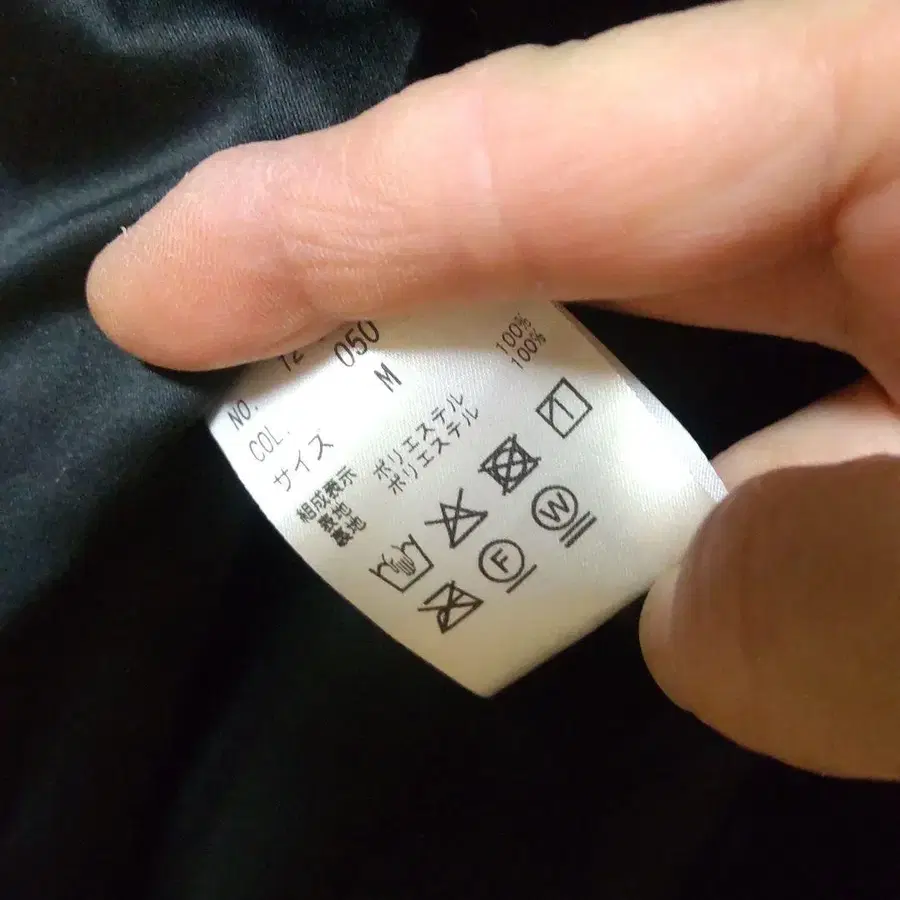 NO. 12
COL. 050
サイズ M
組成表示
表地 ポリエステル 100%
裏地 ポリエステル 100%
W
F